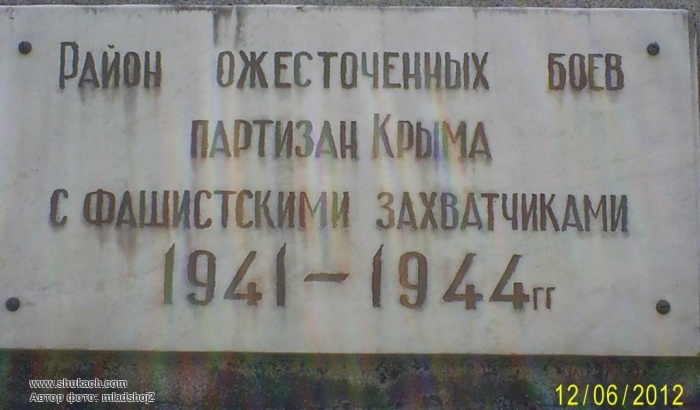 Район ожесточенных боев
партизан Крыма
с фашистскими захватчиками
1941-1944гг
www.shukach.com
Автор фото: mladshoj2
12/06/2012